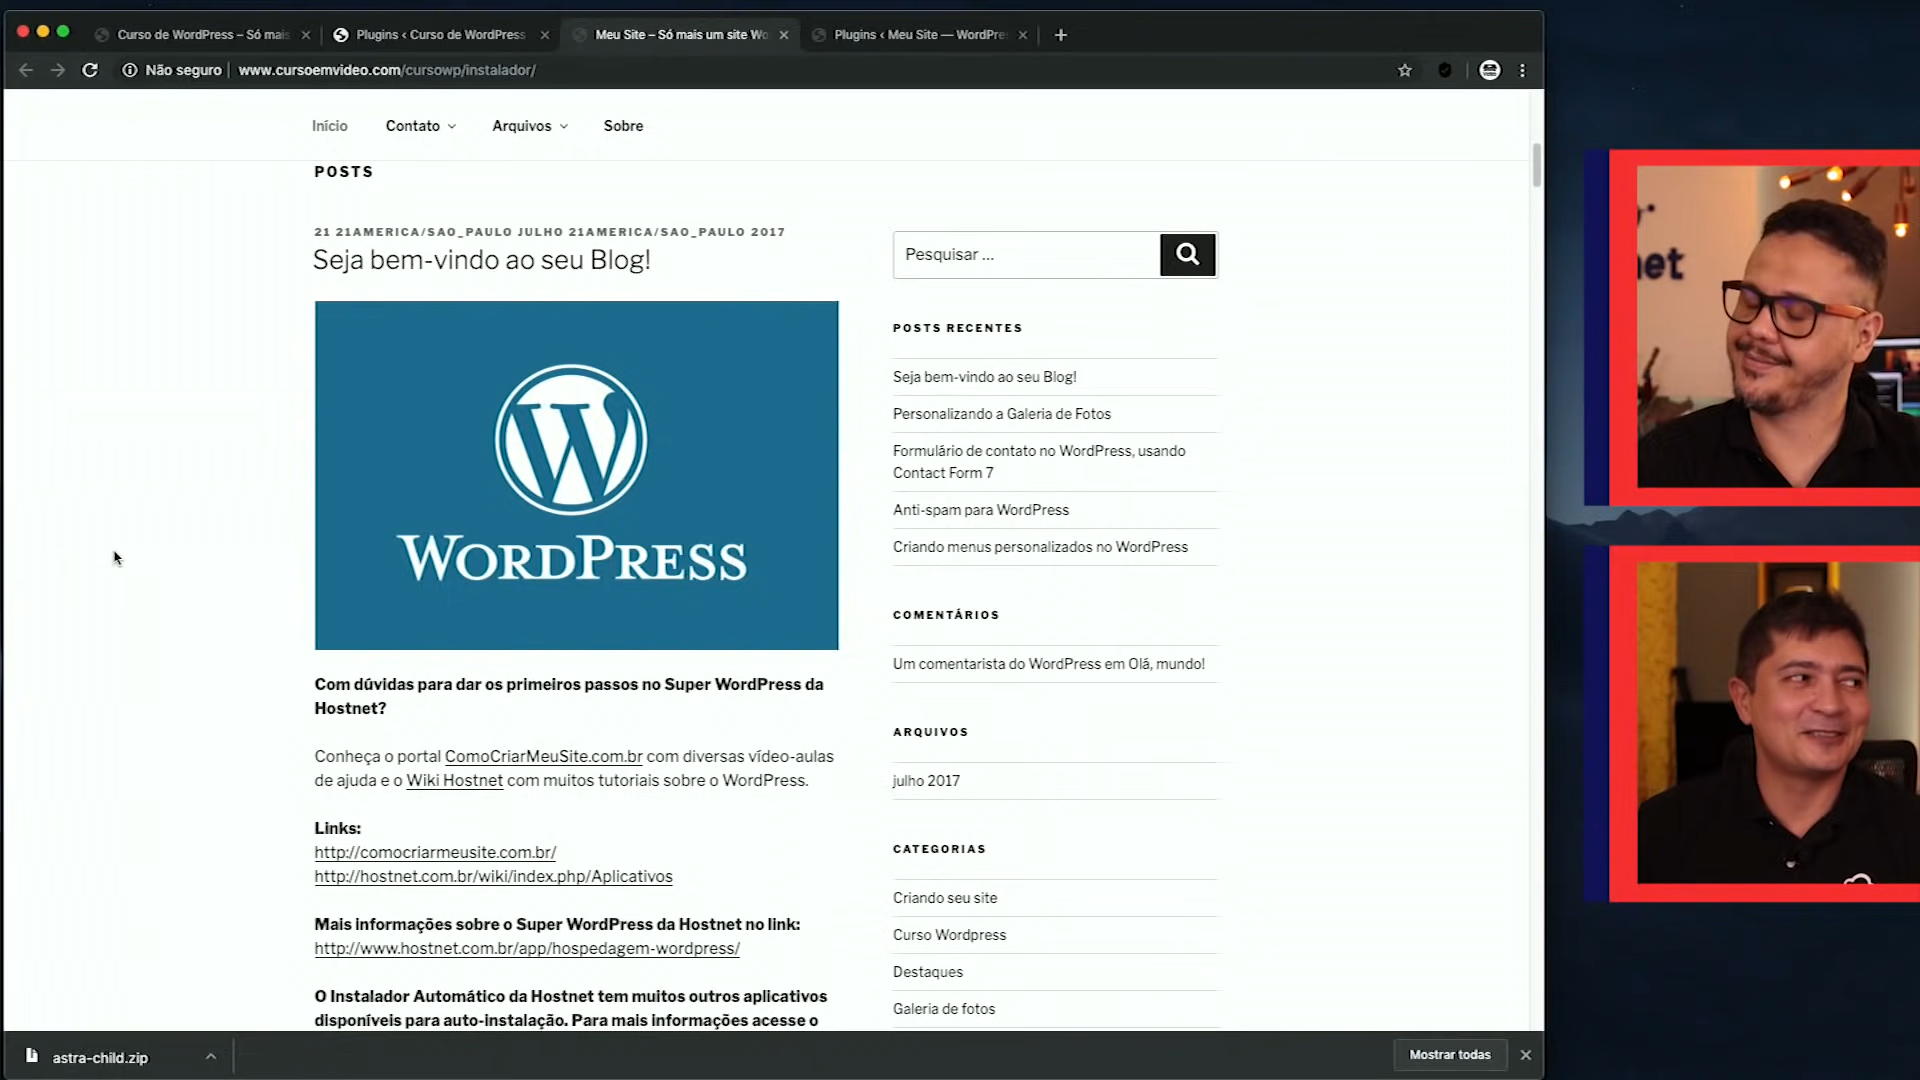 Curso de WordPress – Só mais
Plugins ‹ Curso de WordPress
Meu Site – Só mais um site Wo
Plugins ‹ Meu Site — WordPre
Não seguro
www.cursoemvideo.com/cursowp/instalador/
Início
Contato
Arquivos
Sobre
POSTS
21 21AMERICA/SAO_PAULO JULHO 21AMERICA/SAO_PAULO 2017
Seja bem-vindo ao seu Blog!
WORDPRESS
Com dúvidas para dar os primeiros passos no Super WordPress da
Hostnet?
Conheça o portal ComoCriarMeuSite.com.br com diversas vídeo-aulas
de ajuda e o Wiki Hostnet com muitos tutoriais sobre o WordPress.
Links:
http://comocriarmeusite.com.br/
http://hostnet.com.br/wiki/index.php/Aplicativos
Mais informações sobre o Super WordPress da Hostnet no link:
http://www.hostnet.com.br/app/hospedagem-wordpress/
O Instalador Automático da Hostnet tem muitos outros aplicativos
disponíveis para auto-instalação. Para mais informações acesse o
Pesquisar ...
POSTS RECENTES
Seja bem-vindo ao seu Blog!
Personalizando a Galeria de Fotos
Formulário de contato no WordPress, usando
Contact Form 7
Anti-spam para WordPress
Criando menus personalizados no WordPress
COMENTÁRIOS
Um comentarista do WordPress em Olá, mundo!
ARQUIVOS
julho 2017
CATEGORIAS
Criando seu site
Curso Wordpress
Destaques
Galeria de fotos
astra-child.zip
Mostrar todas
et